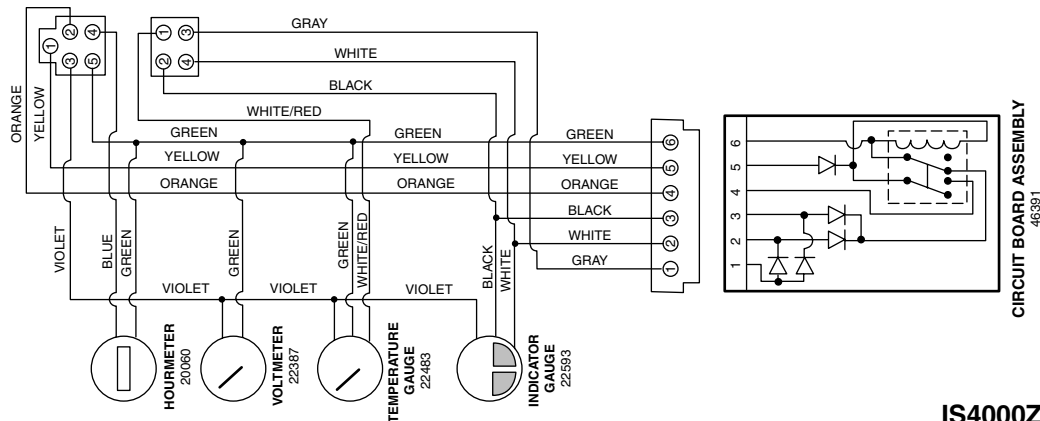 GRAY
WHITE
BLACK
WHITE/RED
ORANGE
YELLOW
2 4
1
3 5
1 3
2 4
GREEN GREEN GREEN
YELLOW YELLOW YELLOW
ORANGE ORANGE ORANGE
BLACK
WHITE
GRAY
6
5
4
3
2
1
6
5
4
3
2
1
CIRCUIT BOARD ASSEMBLY
46391
VIOLET
BLUE
GREEN
GREEN
GREEN
WHITE/RED
BLACK
WHITE
VIOLET VIOLET VIOLET
HOURMETER
20060
VOLTMETER
22387
TEMPERATURE
GAUGE
22483
INDICATOR
GAUGE
22593
IS4000Z